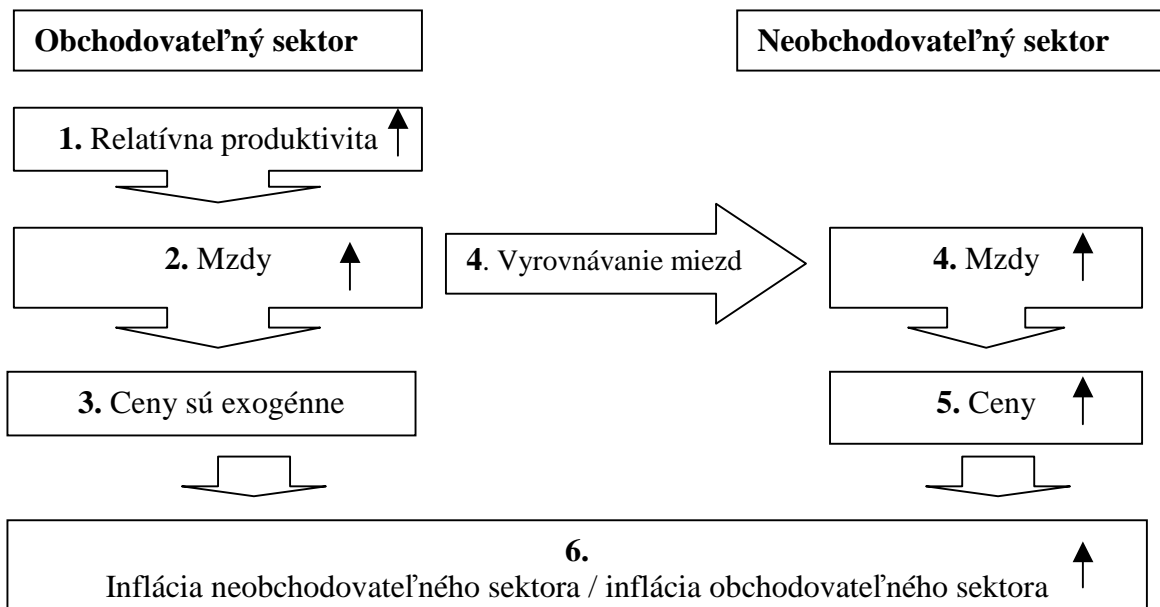 Obchodovateľný sektor
Neobchodovateľný sektor
1. Relatívna produktivita
2. Mzdy
4. Vyrovnávanie miezd
4. Mzdy
3. Ceny sú exogénne
5. Ceny
6.
Inflácia neobchodovateľného sektora / inflácia obchodovateľného sektora